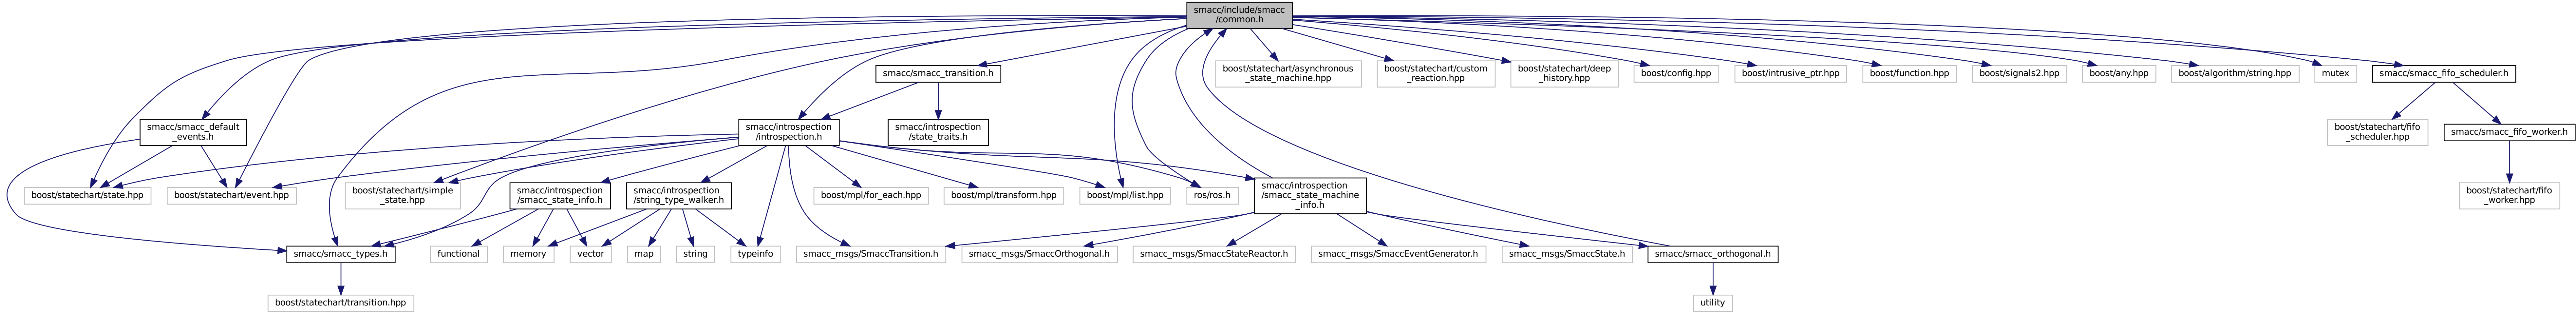 smacc/include/smacc
/common.h
smacc/smacc_transition.h
boost/statechart/asynchronous
_state_machine.hpp
boost/statechart/custom
_reaction.hpp
boost/statechart/deep
_history.hpp
boost/config.hpp
boost/intrusive_ptr.hpp
boost/function.hpp
boost/signals2.hpp
boost/any.hpp
boost/algorithm/string.hpp
mutex
smacc/smacc_fifo_scheduler.h
smacc/smacc_default
_events.h
smacc/introspection
/introspection.h
smacc/introspection
/state_traits.h
boost/statechart/fifo
_scheduler.hpp
smacc/smacc_fifo_worker.h
boost/statechart/state.hpp
boost/statechart/event.hpp
boost/statechart/simple
_state.hpp
smacc/introspection
/smacc_state_info.h
smacc/introspection
/string_type_walker.h
boost/mpl/for_each.hpp
boost/mpl/transform.hpp
boost/mpl/list.hpp
ros/ros.h
smacc/introspection
/smacc_state_machine
_info.h
boost/statechart/fifo
_worker.hpp
smacc/smacc_types.h
functional
memory
vector
map
string
typeinfo
smacc_msgs/SmaccTransition.h
smacc_msgs/SmaccOrthogonal.h
smacc_msgs/SmaccStateReactor.h
smacc_msgs/SmaccEventGenerator.h
smacc_msgs/SmaccState.h
smacc/smacc_orthogonal.h
boost/statechart/transition.hpp
utility